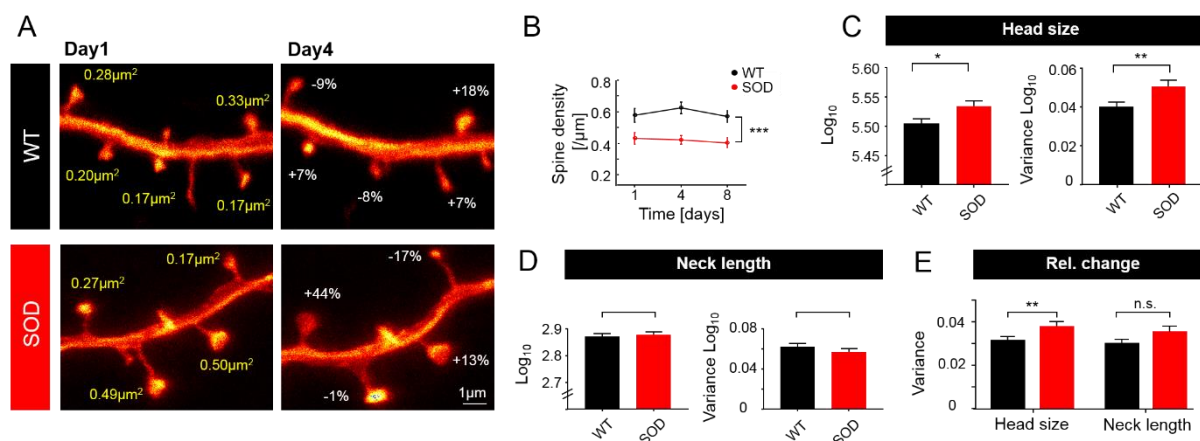 A
Day1
Day4
WT
0.28µm²
0.33µm²
0.20µm²
0.17µm²
0.17µm²
-9%
+18%
+7%
-8%
+7%
SOD
0.17µm²
0.27µm²
0.50µm²
0.49µm²
-17%
+44%
+13%
-1%
1µm
B
WT
SOD
Spine density
[/µm]
0.8
0.6
0.4
0.2
***
1 4 8
Time [days]
C
Head size
Log₁₀
5.60
5.55
5.50
5.45
*
WT SOD
Variance Log₁₀
0.06
0.04
0.02
0
**
WT SOD
D
Neck length
Log₁₀
2.9
2.8
2.7
WT SOD
Variance Log₁₀
0.08
0.04
0
WT SOD
E
Rel. change
Variance
0.04
0.02
0
**
n.s.
Head size Neck length